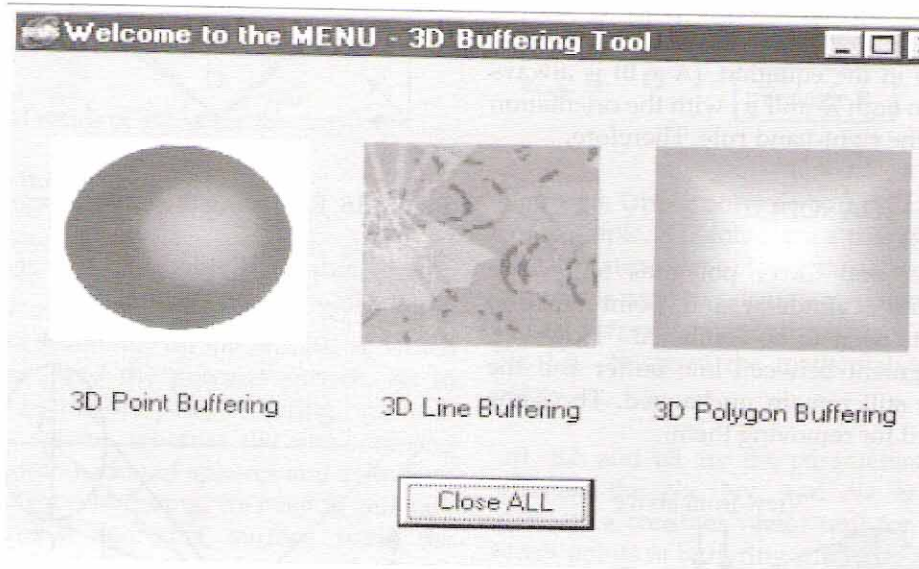 Welcome to the MENU - 3D Buffering Tool
3D Point Buffering
3D Line Buffering
3D Polygon Buffering
Close ALL